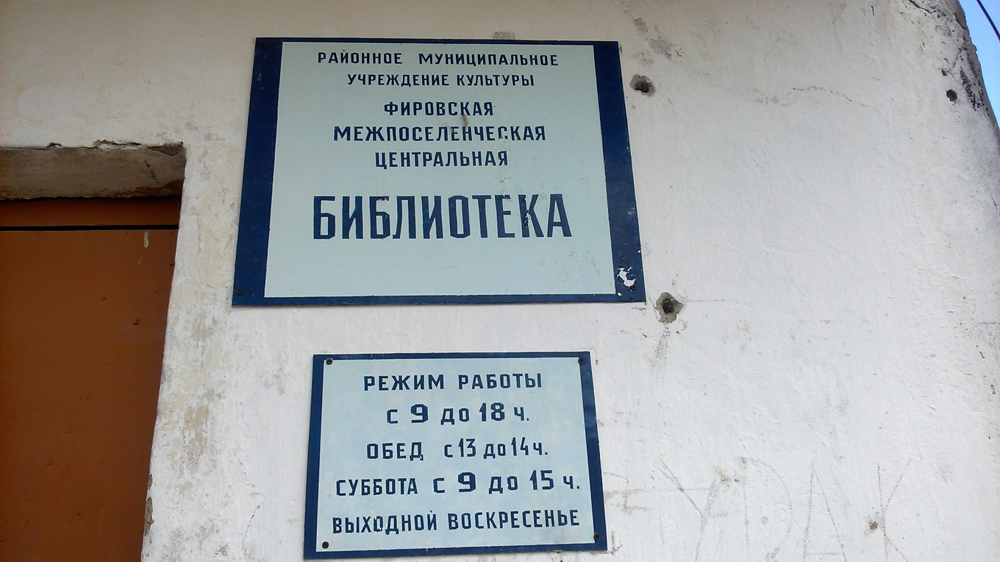 РАЙОННОЕ МУНИЦИПАЛЬНОЕ
УЧРЕЖДЕНИЕ КУЛЬТУРЫ
ФИРОВСКАЯ
МЕЖПОСЕЛЕНЧЕСКАЯ
ЦЕНТРАЛЬНАЯ
БИБЛИОТЕКА
РЕЖИМ РАБОТЫ
с 9 до 18 ч.
ОБЕД с 13 до 14 ч.
СУББОТА с 9 до 15 ч.
ВЫХОДНОЙ ВОСКРЕСЕНЬЕ